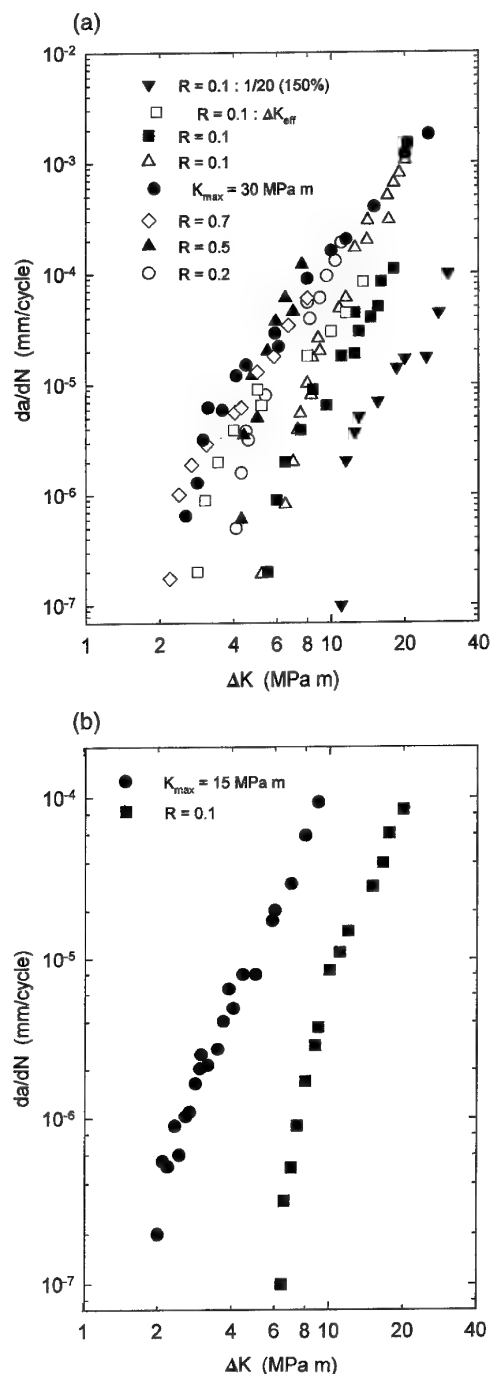 (a)
10-2
10-3
10-4
10-5
10-6
10-7
da/dN (mm/cycle)
▼ R = 0.1 : 1/20 (150%)
□ R = 0.1 : ΔKeff
■ R = 0.1
△ R = 0.1
● Kmax = 30 MPa m
◇ R = 0.7
▲ R = 0.5
○ R = 0.2
1 2 4 6 8 10 20 40
ΔK (MPa m)
(b)
10-4
10-5
10-6
10-7
da/dN (mm/cycle)
● Kmax = 15 MPa m
■ R = 0.1
1 2 4 6 8 10 20 40
ΔK (MPa m)